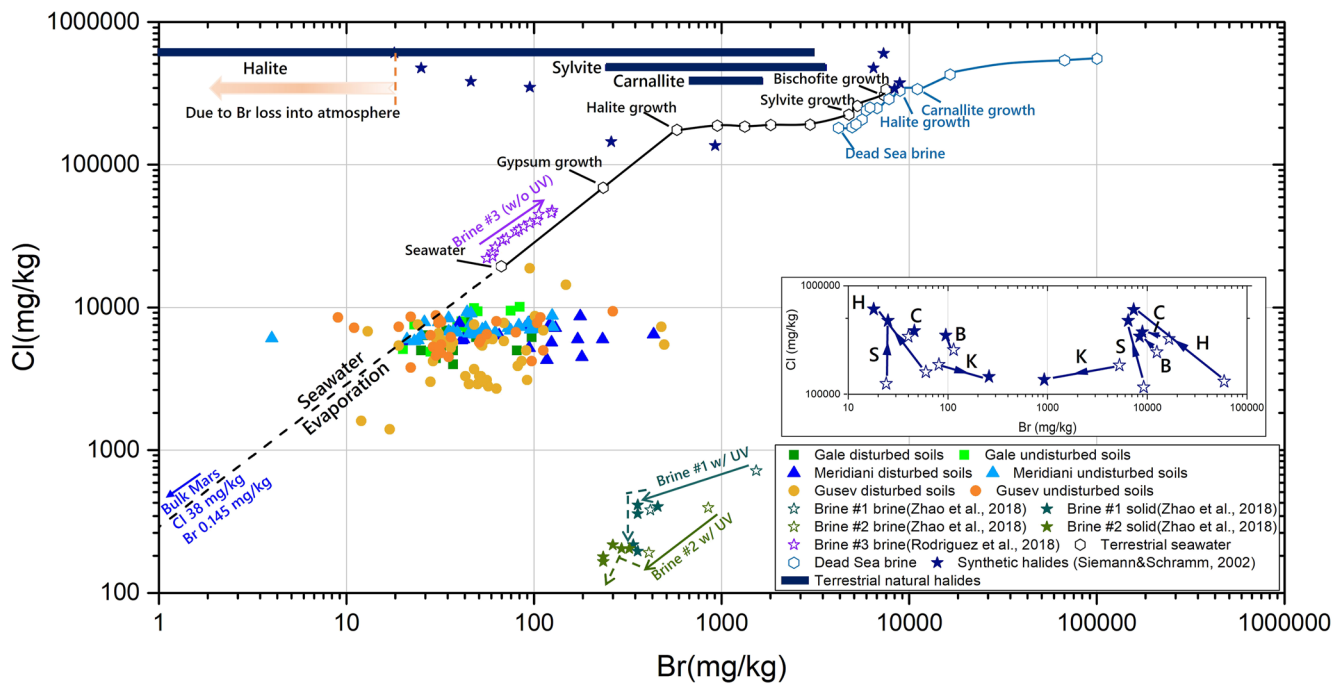 1000000
100000
10000
1000
100
Cl(mg/kg)
1
10
100
1000
10000
100000
1000000
Br(mg/kg)
Halite
Due to Br loss into atmosphere
Sylvite
Carnallite
Bischofite growth
Sylvite growth
Halite growth
Gypsum growth
Carnallite growth
Halite growth
Dead Sea brine
Brine #3 (w/o UV)
Seawater
Seawater
Evaporation
Bulk Mars
Cl 38 mg/kg
Br 0.145 mg/kg
Brine #1 w/ UV
Brine #2 w/ UV
1000000
100000
Cl (mg/kg)
H
S
C
B
K
K
S
C
B
H
10
100
1000
10000
100000
Br (mg/kg)
Gale disturbed soils
Gale undisturbed soils
Meridiani disturbed soils
Meridiani undisturbed soils
Gusev disturbed soils
Gusev undisturbed soils
Brine #1 brine(Zhao et al., 2018)
Brine #1 solid(Zhao et al., 2018)
Brine #2 brine(Zhao et al., 2018)
Brine #2 solid(Zhao et al., 2018)
Brine #3 brine(Rodriguez et al., 2018)
Terrestrial seawater
Dead Sea brine
Synthetic halides (Siemann&Schramm, 2002)
Terrestrial natural halides